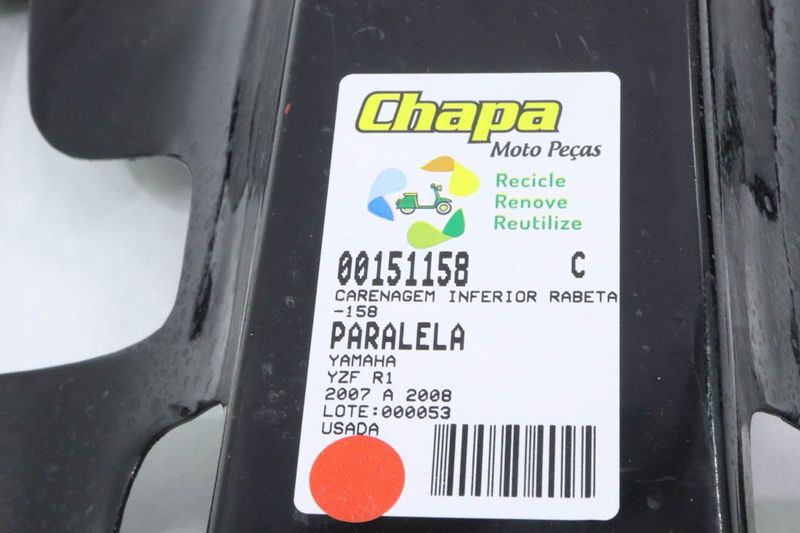 Chapa
Moto Peças
Recicle
Renove
Reutilize
00151158 C
CARENAGEM INFERIOR RABETA
-158
PARALELA
YAMAHA
YZF R1
2007 A 2008
LOTE:000053
USADA